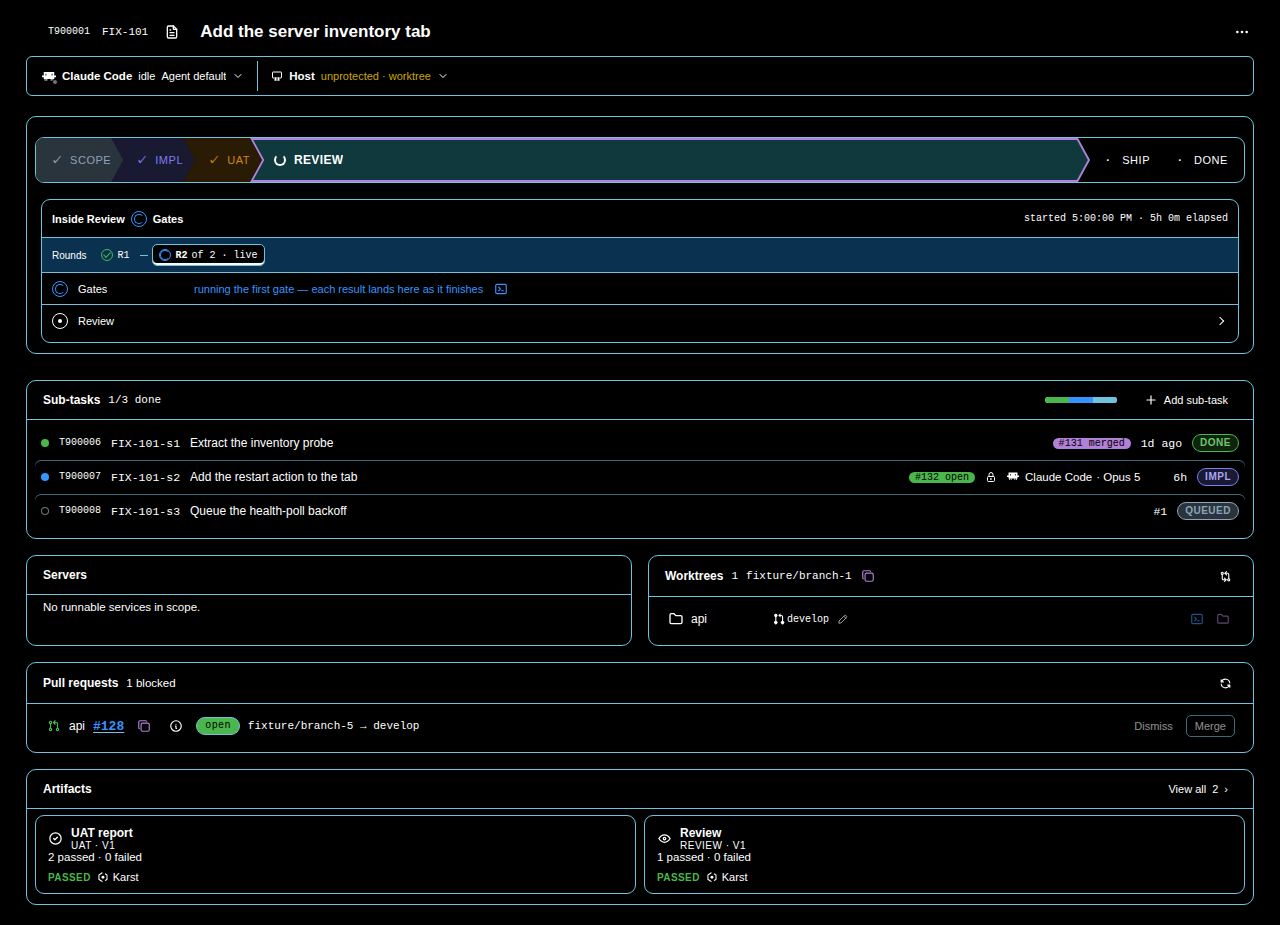 T900001 FIX-101 Add the server inventory tab
Claude Code idle Agent default Host unprotected · worktree
SCOPE IMPL UAT REVIEW · SHIP · DONE
Inside Review Gates started 5:00:00 PM · 5h 0m elapsed
Rounds R1 — R2 of 2 · live
Gates running the first gate — each result lands here as it finishes
Review
Sub-tasks 1/3 done Add sub-task
T900006 FIX-101-s1 Extract the inventory probe #131 merged 1d ago DONE
T900007 FIX-101-s2 Add the restart action to the tab #132 open Claude Code · Opus 5 6h IMPL
T900008 FIX-101-s3 Queue the health-poll backoff #1 QUEUED
Servers
No runnable services in scope.
Worktrees 1 fixture/branch-1
api develop
Pull requests 1 blocked
api #128 open fixture/branch-5 → develop Dismiss Merge
Artifacts View all 2 ›
UAT report
UAT · V1
2 passed · 0 failed
PASSED Karst
Review
REVIEW · V1
1 passed · 0 failed
PASSED Karst